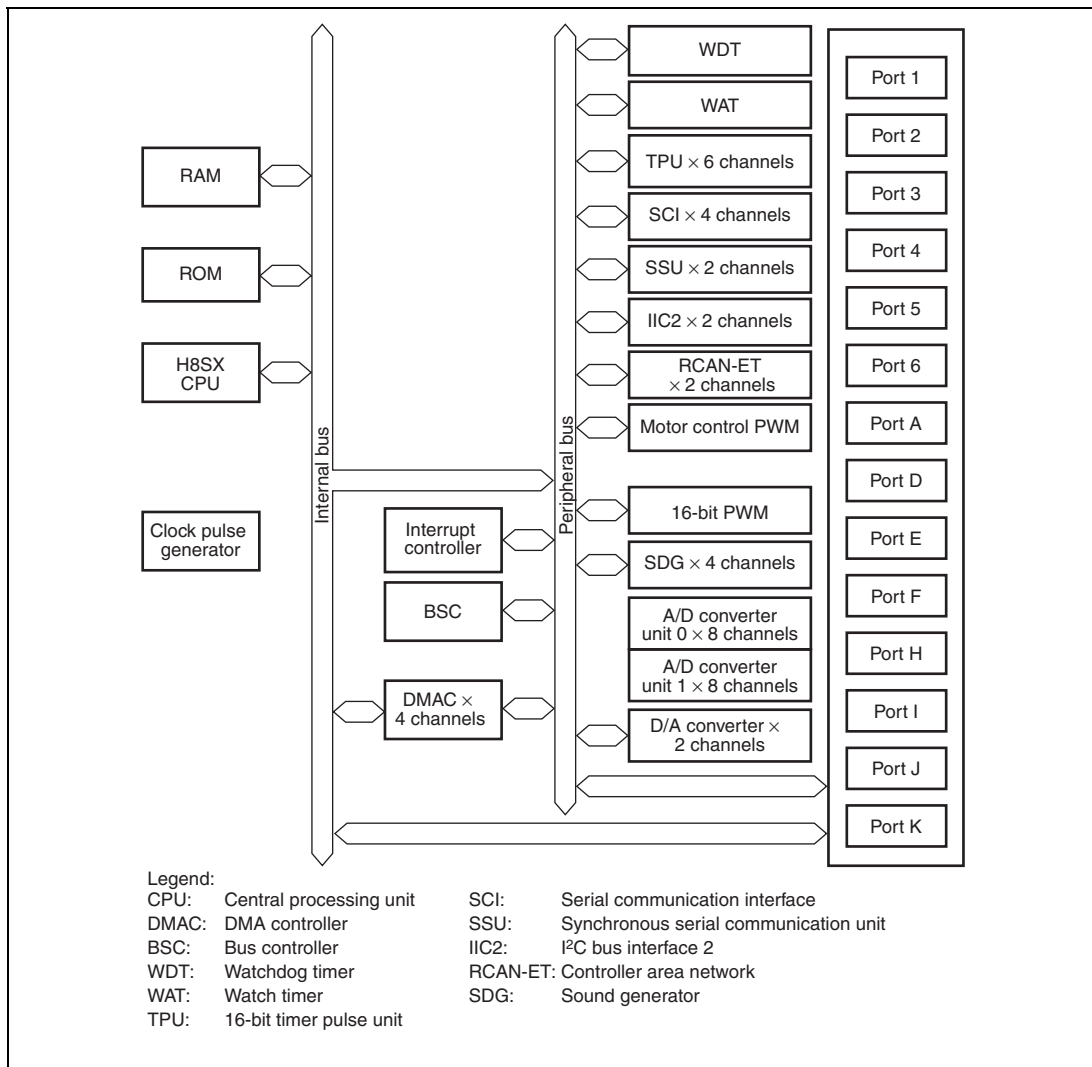 RAM
ROM
H8SX
CPU
Clock pulse
generator
Internal bus
Interrupt
controller
BSC
DMAC ×
4 channels
Peripheral bus
WDT
WAT
TPU × 6 channels
SCI × 4 channels
SSU × 2 channels
IIC2 × 2 channels
RCAN-ET
× 2 channels
Motor control PWM
16-bit PWM
SDG × 4 channels
A/D converter
unit 0 × 8 channels
A/D converter
unit 1 × 8 channels
D/A converter ×
2 channels
Port 1
Port 2
Port 3
Port 4
Port 5
Port 6
Port A
Port D
Port E
Port F
Port H
Port I
Port J
Port K
Legend:
CPU: Central processing unit
DMAC: DMA controller
BSC: Bus controller
WDT: Watchdog timer
WAT: Watch timer
TPU: 16-bit timer pulse unit
SCI: Serial communication interface
SSU: Synchronous serial communication unit
IIC2: I²C bus interface 2
RCAN-ET: Controller area network
SDG: Sound generator